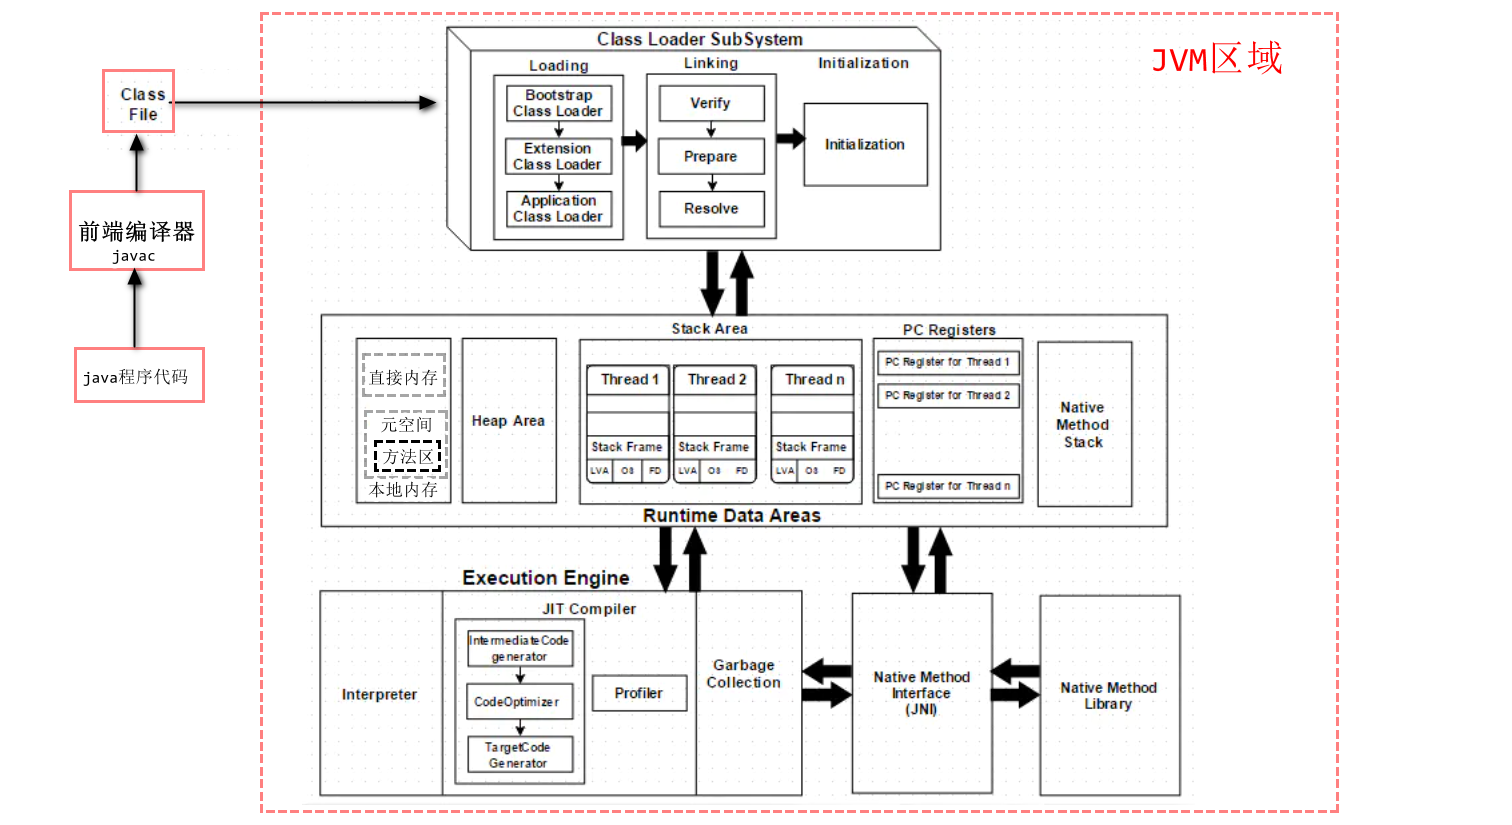 JVM区域
Class
File
前端编译器
javac
java程序代码
Class Loader SubSystem
Loading
Bootstrap
Class Loader
Extension
Class Loader
Application
Class Loader
Linking
Verify
Prepare
Resolve
Initialization
Initialization
直接内存
元空间
方法区
本地内存
Heap Area
Stack Area
Thread 1
Stack Frame
LVA OS FD
Thread 2
Stack Frame
LVA OS FD
Thread n
Stack Frame
LVA OS FD
PC Registers
PC Register for Thread 1
PC Register for Thread 2
PC Register for Thread n
Native
Method
Stack
Runtime Data Areas
Execution Engine
Interpreter
JIT Compiler
IntermediateCode
generator
CodeOptimizer
TargetCode
Generator
Profiler
Garbage
Collection
Native Method
Interface
(JNI)
Native Method
Library